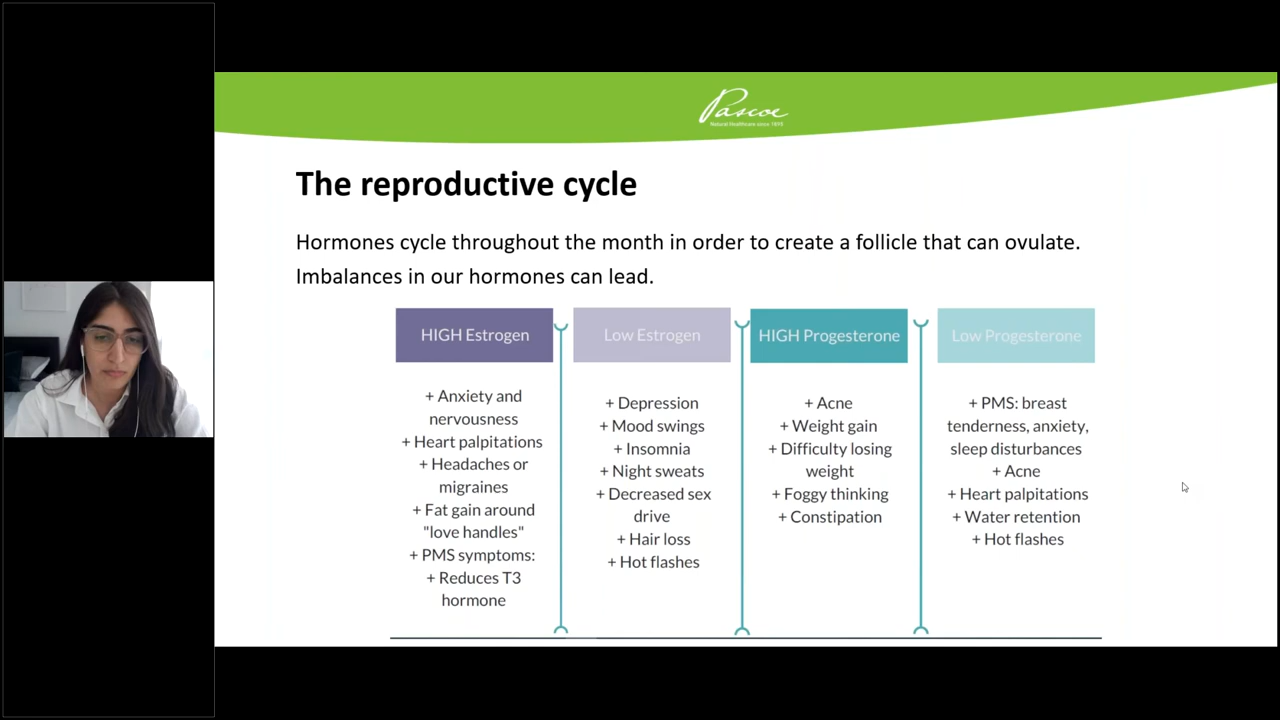 Pascoe
Natural Healthcare since 1895
The reproductive cycle
Hormones cycle throughout the month in order to create a follicle that can ovulate.
Imbalances in our hormones can lead.
HIGH Estrogen
+ Anxiety and
nervousness
+ Heart palpitations
+ Headaches or
migraines
+ Fat gain around
"love handles"
+ PMS symptoms:
+ Reduces T3
hormone
Low Estrogen
+ Depression
+ Mood swings
+ Insomnia
+ Night sweats
+ Decreased sex
drive
+ Hair loss
+ Hot flashes
HIGH Progesterone
+ Acne
+ Weight gain
+ Difficulty losing
weight
+ Foggy thinking
+ Constipation
Low Progesterone
+ PMS: breast
tenderness, anxiety,
sleep disturbances
+ Acne
+ Heart palpitations
+ Water retention
+ Hot flashes